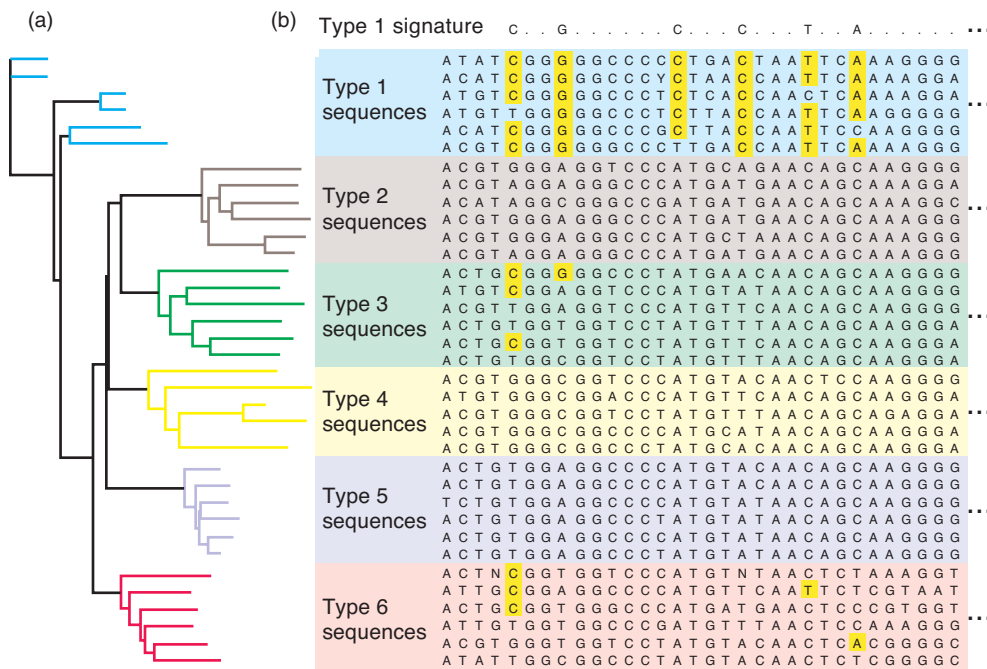 (a)
(b)
Type 1 signature C . . G . . . . . . C . . . C . . . T . . A . . . . . . ...
Type 1 sequences
A T A T C G G G G G C C C C C T G A C T A A T T C A A A G G G G
A C A T C G G G G G C C C Y C T A A C C A A T T C A A A G G G A
A T G T C G G G G G C C C T C T C A C C A A C T C A A A A G G A
A T G T T G G G G G C C C T C T T A C C A A T T C A A G G G G G
A C A T C G G G G G C C C G C T T A C C A A T T C C A A G G G G
A C G T C G G G G G C C C C T T G A C C A A T T C A A A G G G G
...
Type 2 sequences
A C G T G G G A G G T C C C A T G C A G A A C A G C A A G G G G
A C G T A G G A G G G C C C A T G A T G A A C A G C A A A G G A
A C A T A G G C G G G C C G A T G A T G A A C A G C A A A G G C
A C G T G G G A G G G C C C A T G A T G A A C A G C A A A G G G
A C G T G G G A G G G C C C A T G C T A A A C A G C A A A G G G
A C G T A G G A G G G C C C A T G A T G A A C A G C A A A G G G
...
Type 3 sequences
A C T G C G G G G G C C C T A T G A A C A A C A G C A A G G G G
A T G T C G G A G G T C C C A T G T A T A A C A G C A A G G G G
A C G T T G G A G G T C C C A T G T T C A A C A G C A A G G G A
A C T G T G G T G G T C C T A T G T T T A A C A G C A A G G G A
A C T G C G G T G G T C C T A T G T T T A A C A G C A A G G G A
A C T G T G G C G G T C C T A T G T T T A A C A G C A A G G G A
...
Type 4 sequences
A C G T G G G C G G T C C C A T G T A C A A C T C C A A G G G G
A T G T G G G C G G A C C C A T G T T C A A C A G C A A G G G A
A C G T G G G C G G T C C T A T G T T T A A C A G C A G A G G A
A C G T G G G C G G C C C T A T G C A T A A C A G C A A G G G G
A C G T G G G C G G C C C C A T G C A C A A C A G C A A G G G A
...
Type 5 sequences
A C T G T G G A G G C C C C A T G T A C A A C A G C A A G G G G
A C T G T G G A G G C C C C A T G T A C A A C A G C A A G G G G
T C T G T G G A G G C C C C A T G T A T A A C A G C A A G G G G
A C T G T G G A G G C C C T A T G T A T A A C A G C A A G G G G
A C T G T G G A G G C C C T A T G T A C A A C A G C A A G G G G
A C T G T G G A G G C C C T A T G T A T A A C A G C A A G G G G
...
Type 6 sequences
A C T N C G G T G G T C C C A T G T N T A A C T C T A A A G G T
A T T G C G G A G G G C C C A T G T T C A A T T C T C G T A A T
A C T G C G G T G G G C C C A T G A T G A A C T C C C G T G G T
A T T G T G G T G G C C C C A T G T T T A A C T C C A A A G G G
A C G T G G G T G G T C C C A T G T A C A A C T C A C G G G G C
A T A T T G G C G G G C C C A T G T A C A A C T C T C G G G G C
...